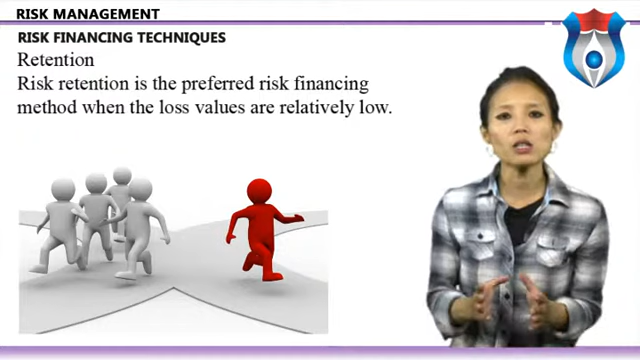 RISK MANAGEMENT
RISK FINANCING TECHNIQUES
Retention
Risk retention is the preferred risk financing
method when the loss values are relatively low.